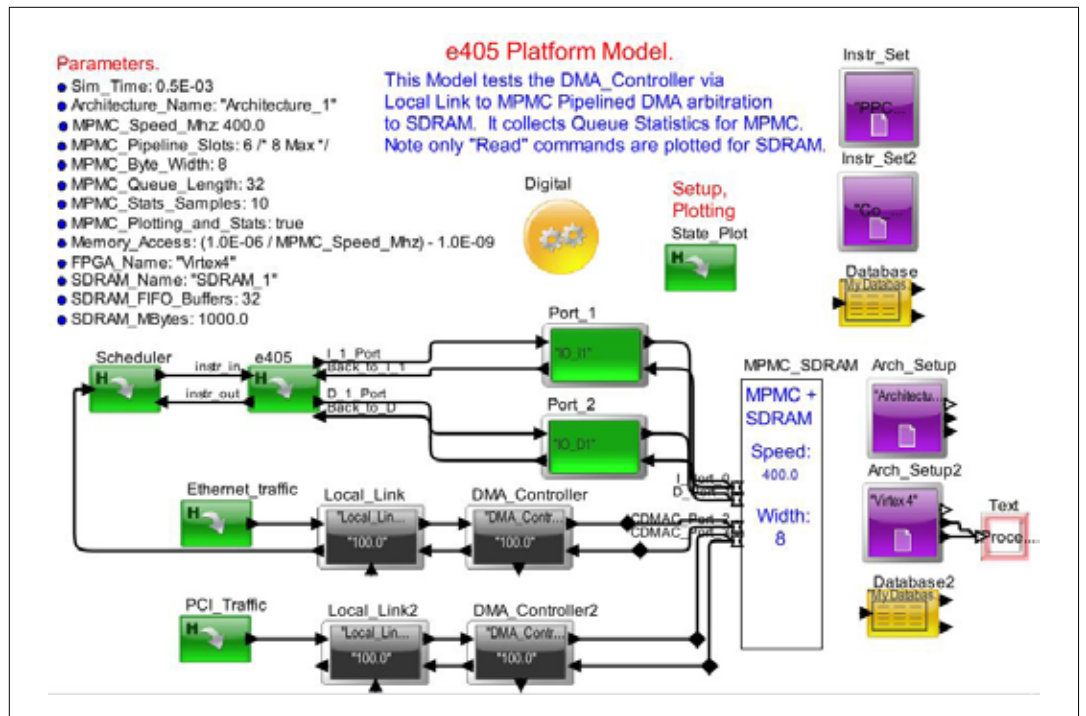 e405 Platform Model.
Parameters.
Sim_Time: 0.5E-03
Architecture_Name: "Architecture_1"
MPMC_Speed_Mhz: 400.0
MPMC_Pipeline_Slots: 6 /* 8 Max */
MPMC_Byte_Width: 8
MPMC_Queue_Length: 32
MPMC_Stats_Samples: 10
MPMC_Plotting_and_Stats: true
Memory_Access: (1.0E-06 / MPMC_Speed_Mhz) - 1.0E-09
FPGA_Name: "Virtex4"
SDRAM_Name: "SDRAM_1"
SDRAM_FIFO_Buffers: 32
SDRAM_MBytes: 1000.0
This Model tests the DMA_Controller via
Local Link to MPMC Pipelined DMA arbitration
to SDRAM. It collects Queue Statistics for MPMC.
Note only "Read" commands are plotted for SDRAM.
Instr_Set
"PPC...
Instr_Set2
"Co...
Digital
Setup,
Plotting
State_Plot
H
Database
"My Databas...
Scheduler
H
instr_in
instr_out
e405
H
I_1_Port
Back_to_I_1
D_1_Port
Back_to_D
Port_1
"IO_I1"
Port_2
"IO_D1"
MPMC_SDRAM
MPMC +
SDRAM
Speed:
400.0
Width:
8
I_Port_0
D_Port
"CDMAC_Port_2
"CDMAC_Port
Arch_Setup
"Architectu...
Arch_Setup2
"Virtex4"
Text
Proce....
Database2
"My Databas...
Ethernet_traffic
H
Local_Link
"Local_Lin...
"100.0"
DMA_Controller
"DMA_Contr...
"100.0"
PCI_Traffic
H
Local_Link2
"Local_Lin...
"100.0"
DMA_Controller2
"DMA_Contr...
"100.0"